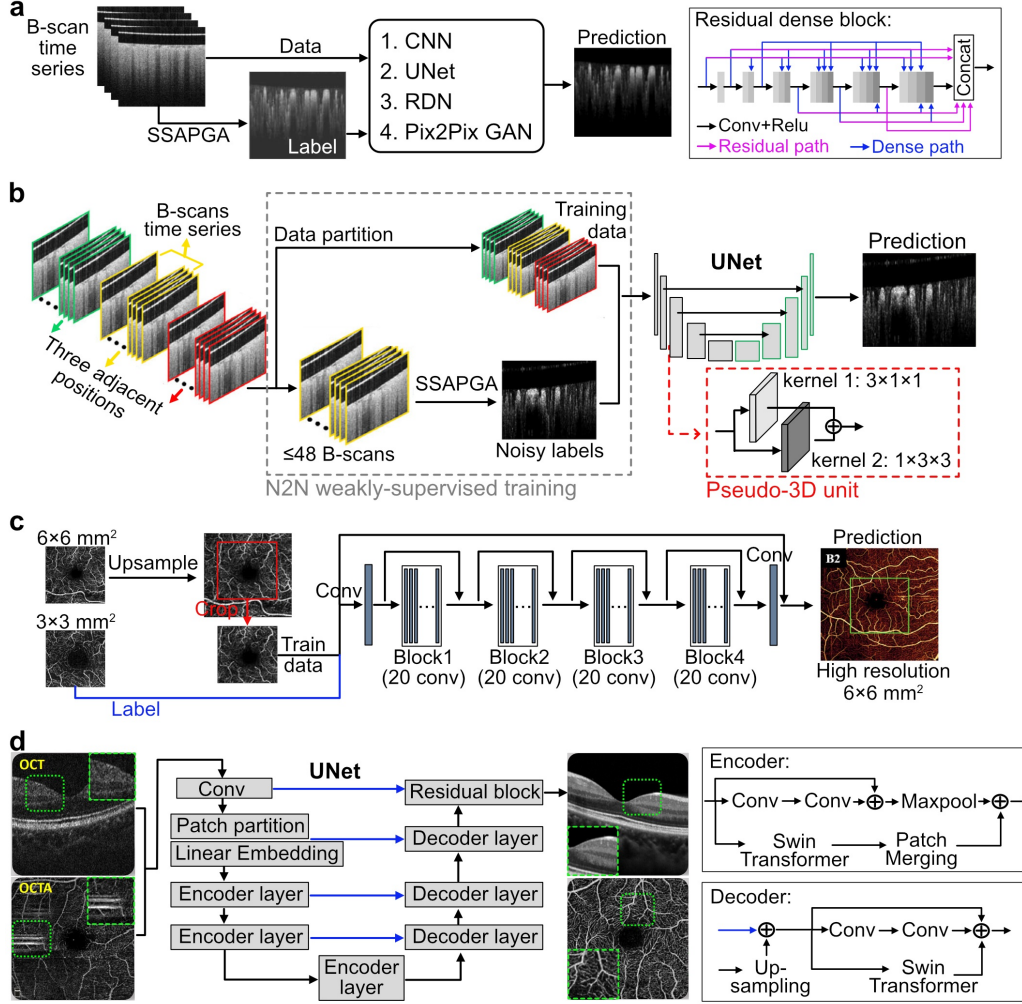 a
B-scan
time
series
Data
SSAPGA
Label
1. CNN
2. UNet
3. RDN
4. Pix2Pix GAN
Prediction
Residual dense block:
Concat
Conv+Relu
Residual path
Dense path
b
B-scans
time series
Three adjacent
positions
Data partition
Training
data
≤48 B-scans
SSAPGA
Noisy labels
N2N weakly-supervised training
UNet
Prediction
kernel 1: 3×1×1
kernel 2: 1×3×3
Pseudo-3D unit
c
6×6 mm²
Upsample
Crop
3×3 mm²
Train
data
Label
Conv
Block1
(20 conv)
Block2
(20 conv)
Block3
(20 conv)
Block4
(20 conv)
Conv
Prediction
B2
High resolution
6×6 mm²
d
OCT
OCTA
UNet
Conv
Patch partition
Linear Embedding
Encoder layer
Encoder layer
Encoder
layer
Residual block
Decoder layer
Decoder layer
Decoder layer
Encoder:
Conv
Conv
Maxpool
Swin
Transformer
Patch
Merging
Decoder:
Conv
Conv
Up-
sampling
Swin
Transformer